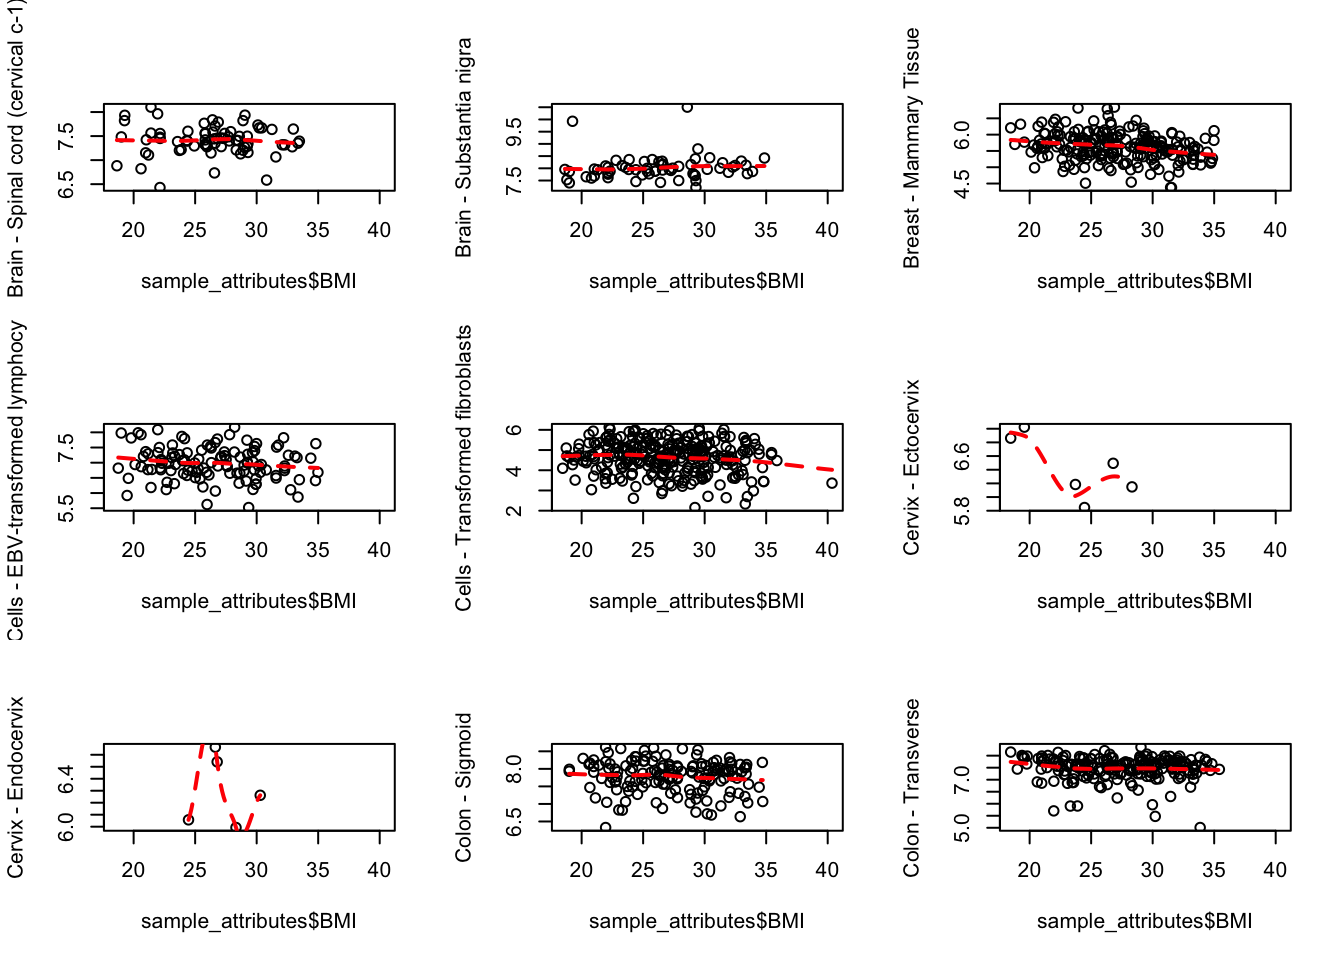 Brain - Spinal cord (cervical c-1)
6.5 7.5
20 25 30 35 40
sample_attributes$BMI
Brain - Substantia nigra
7.5 9.5
20 25 30 35 40
sample_attributes$BMI
Breast - Mammary Tissue
4.5 6.0
20 25 30 35 40
sample_attributes$BMI
Cells - EBV-transformed lymphocy
5.5 7.5
20 25 30 35 40
sample_attributes$BMI
Cells - Transformed fibroblasts
2 4 6
20 25 30 35 40
sample_attributes$BMI
Cervix - Ectocervix
5.8 6.6
20 25 30 35 40
sample_attributes$BMI
Cervix - Endocervix
6.0 6.4
20 25 30 35 40
sample_attributes$BMI
Colon - Sigmoid
6.5 8.0
20 25 30 35 40
sample_attributes$BMI
Colon - Transverse
5.0 7.0
20 25 30 35 40
sample_attributes$BMI